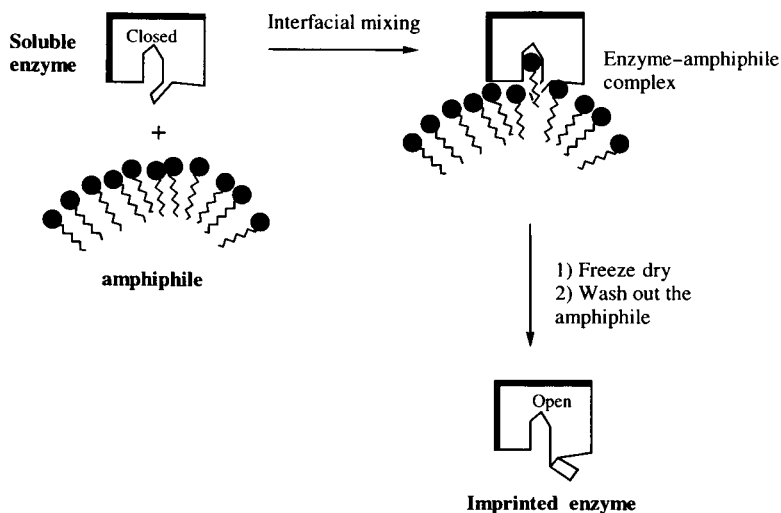 Soluble
enzyme
Closed
Interfacial mixing
Enzyme-amphiphile
complex
+
amphiphile
1) Freeze dry
2) Wash out the
amphiphile
Open
Imprinted enzyme